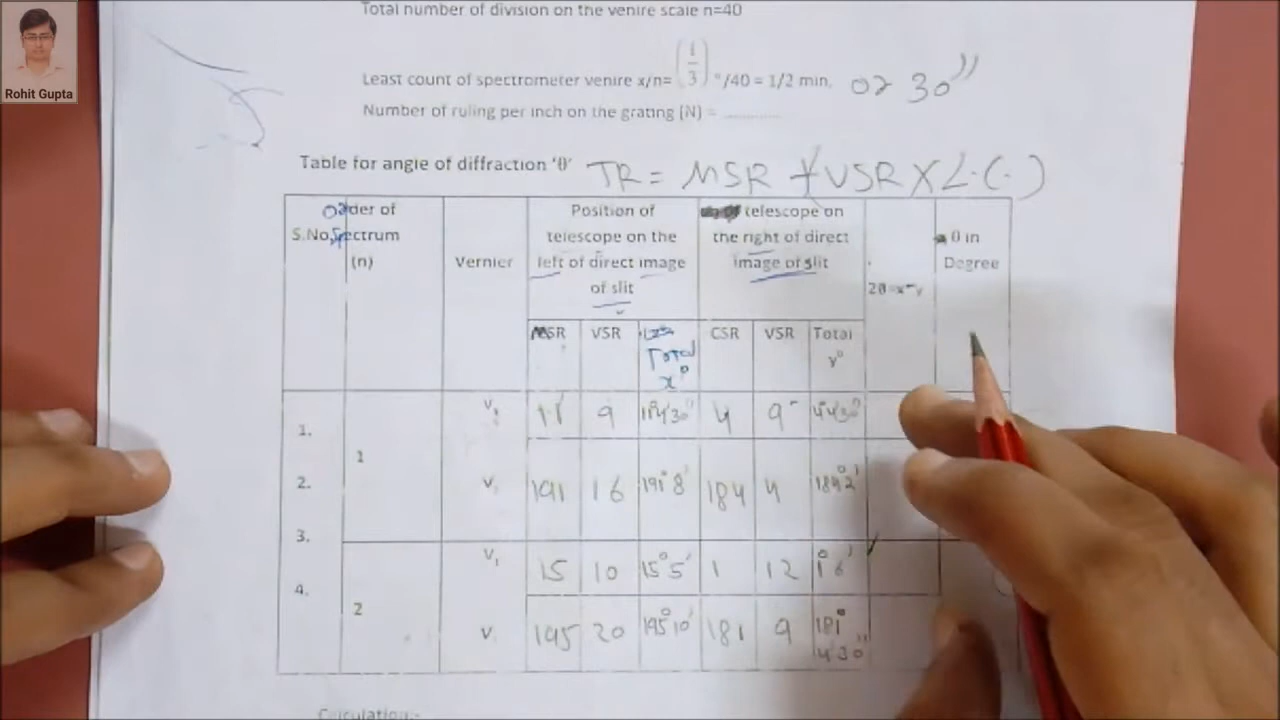 Total number of division on the venire scale n=40
Least count of spectrometer venire x/n= (1/3)°/40 = 1/2 min. or 30''
Rohit Gupta
Number of ruling per inch on the grating (N) = ............
Table for angle of diffraction 'θ' TR = MSR + VSR X L.C.)
S.No. Order of Spectrum (n)
Vernier
Position of telescope on the left of direct image of slit
telescope on the right of direct image of slit
2θ=x~y
θ in Degree
MSR VSR Total x° CSR VSR Total y°
1. 1 V 11 9 4 9
2. V 191 16 191°8' 184 4 184°2'
3. V₁ 15 10 15°5' 1 12 1°6'
4. 2 V 195 20 195°10' 181 9 181° 4'30''
Calculation:-